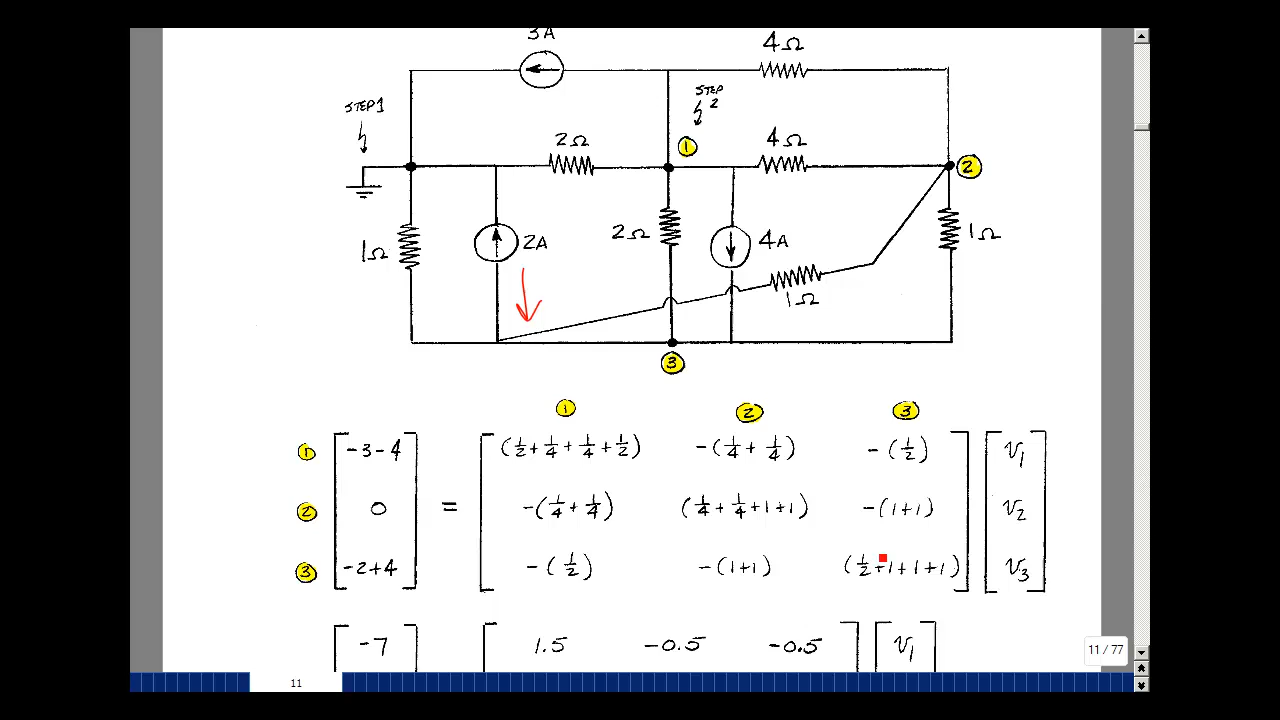 3A
4Ω
STEP 1
STEP 2
2Ω
1
4Ω
2
1Ω
2A
2Ω
4A
1Ω
1Ω
3
1 2 3
1 -3-4 (1/2 + 1/4 + 1/4 + 1/2) -(1/4 + 1/4) -(1/2) v1
2 0 = -(1/4 + 1/4) (1/4 + 1/4 + 1 + 1) -(1+1) v2
3 -2+4 -(1/2) -(1+1) (1/2 + 1 + 1 + 1) v3
-7 1.5 -0.5 -0.5 v1
11 / 77
11